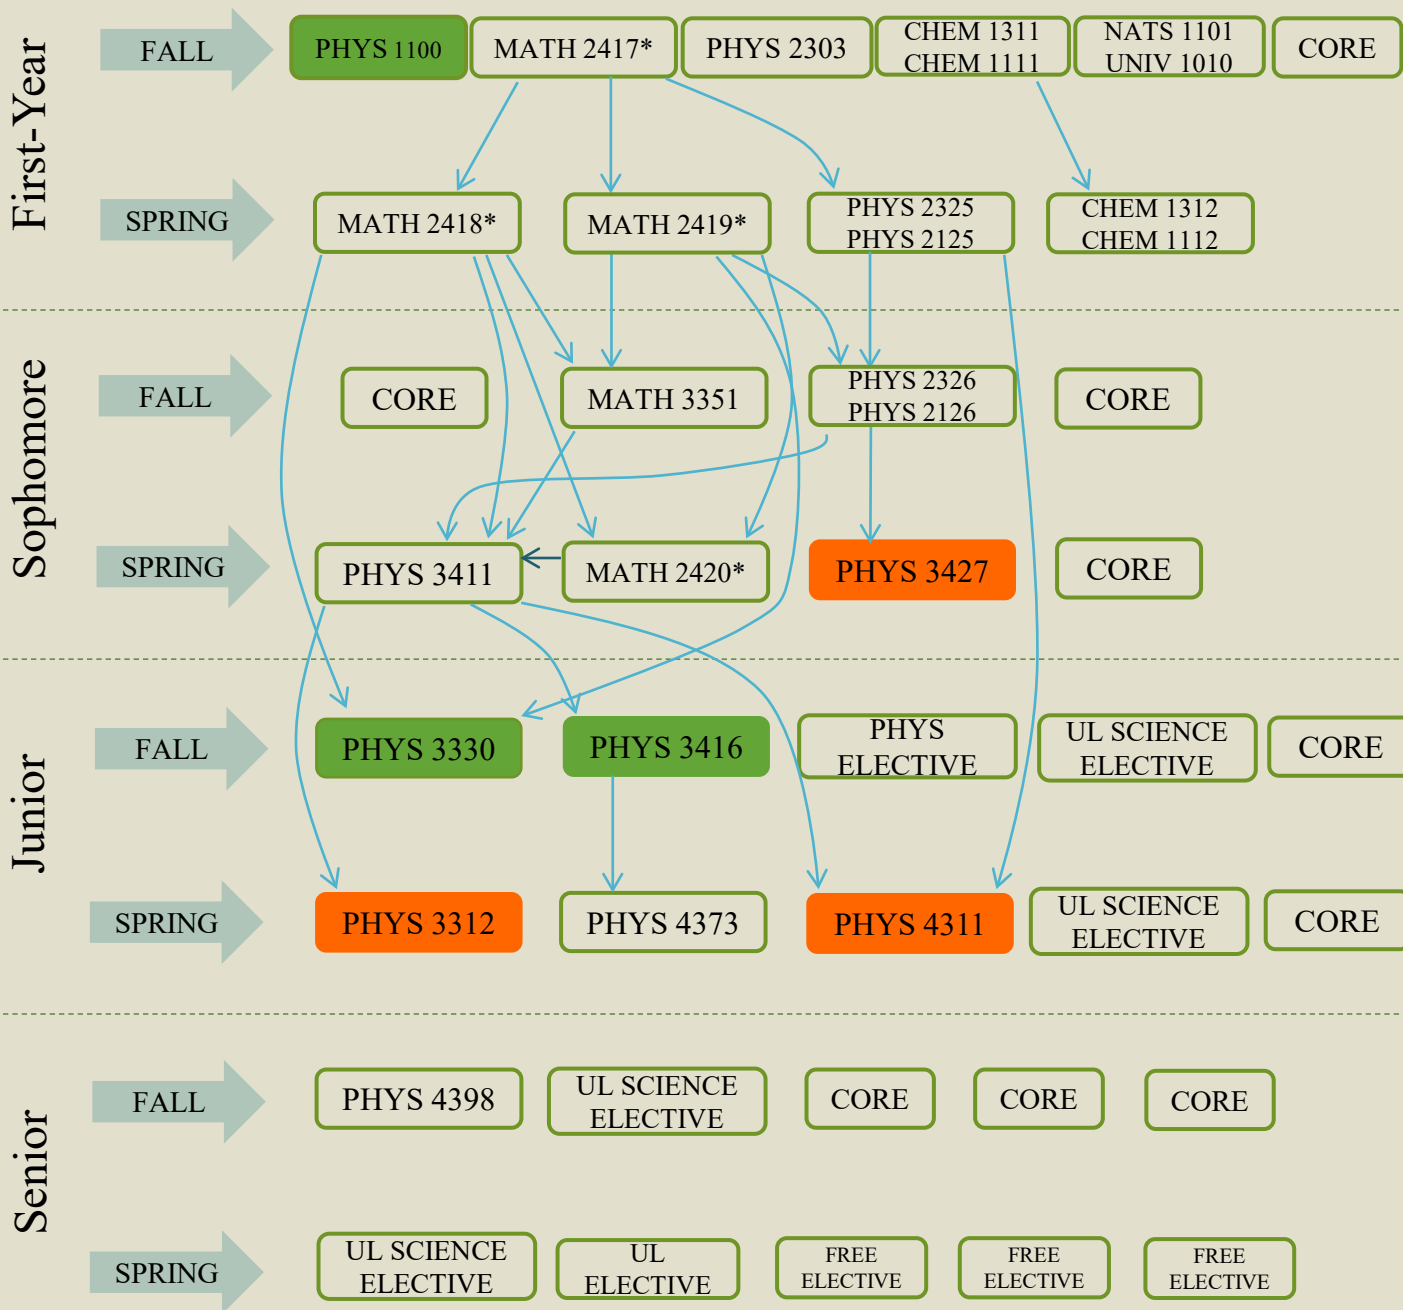 First-Year
FALL
PHYS 1100
MATH 2417*
PHYS 2303
CHEM 1311
CHEM 1111
NATS 1101
UNIV 1010
CORE
SPRING
MATH 2418*
MATH 2419*
PHYS 2325
PHYS 2125
CHEM 1312
CHEM 1112
Sophomore
FALL
CORE
MATH 3351
PHYS 2326
PHYS 2126
CORE
SPRING
PHYS 3411
MATH 2420*
PHYS 3427
CORE
Junior
FALL
PHYS 3330
PHYS 3416
PHYS
ELECTIVE
UL SCIENCE
ELECTIVE
CORE
SPRING
PHYS 3312
PHYS 4373
PHYS 4311
UL SCIENCE
ELECTIVE
CORE
Senior
FALL
PHYS 4398
UL SCIENCE
ELECTIVE
CORE
CORE
CORE
SPRING
UL SCIENCE
ELECTIVE
UL
ELECTIVE
FREE
ELECTIVE
FREE
ELECTIVE
FREE
ELECTIVE